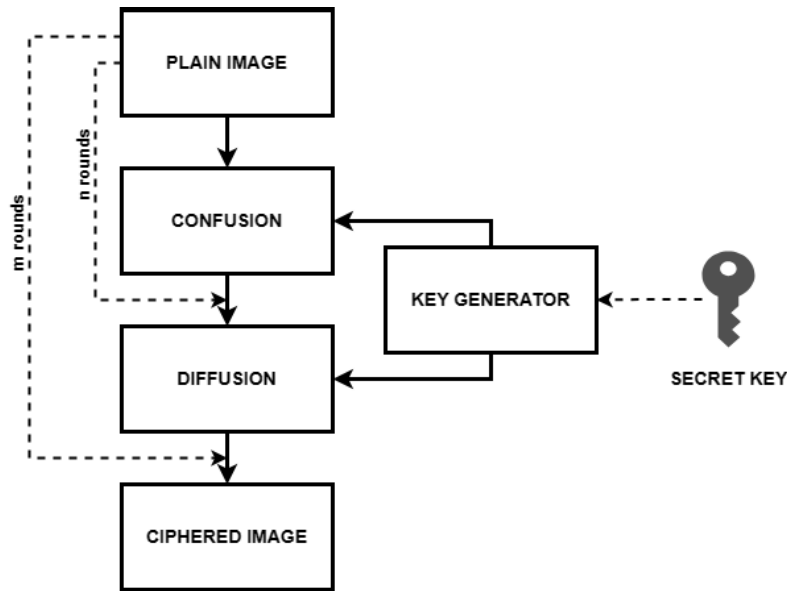 PLAIN IMAGE
n rounds
m rounds
CONFUSION
KEY GENERATOR
DIFFUSION
SECRET KEY
CIPHERED IMAGE